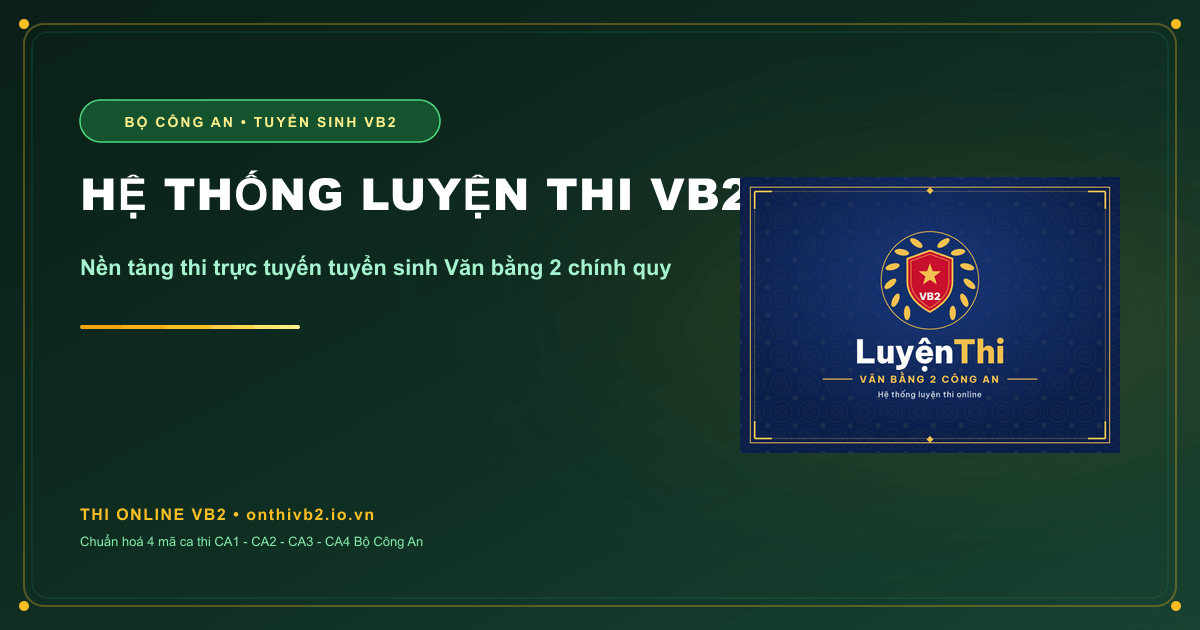 BỘ CÔNG AN • TUYỂN SINH VB2
HỆ THỐNG LUYỆN THI VB2
Nền tảng thi trực tuyến tuyển sinh Văn bằng 2 chính quy
VB2
LuyệnThi
VĂN BẰNG 2 CÔNG AN
Hệ thống luyện thi online
THI ONLINE VB2 • onthivb2.io.vn
Chuẩn hoá 4 mã ca thi CA1 - CA2 - CA3 - CA4 Bộ Công An